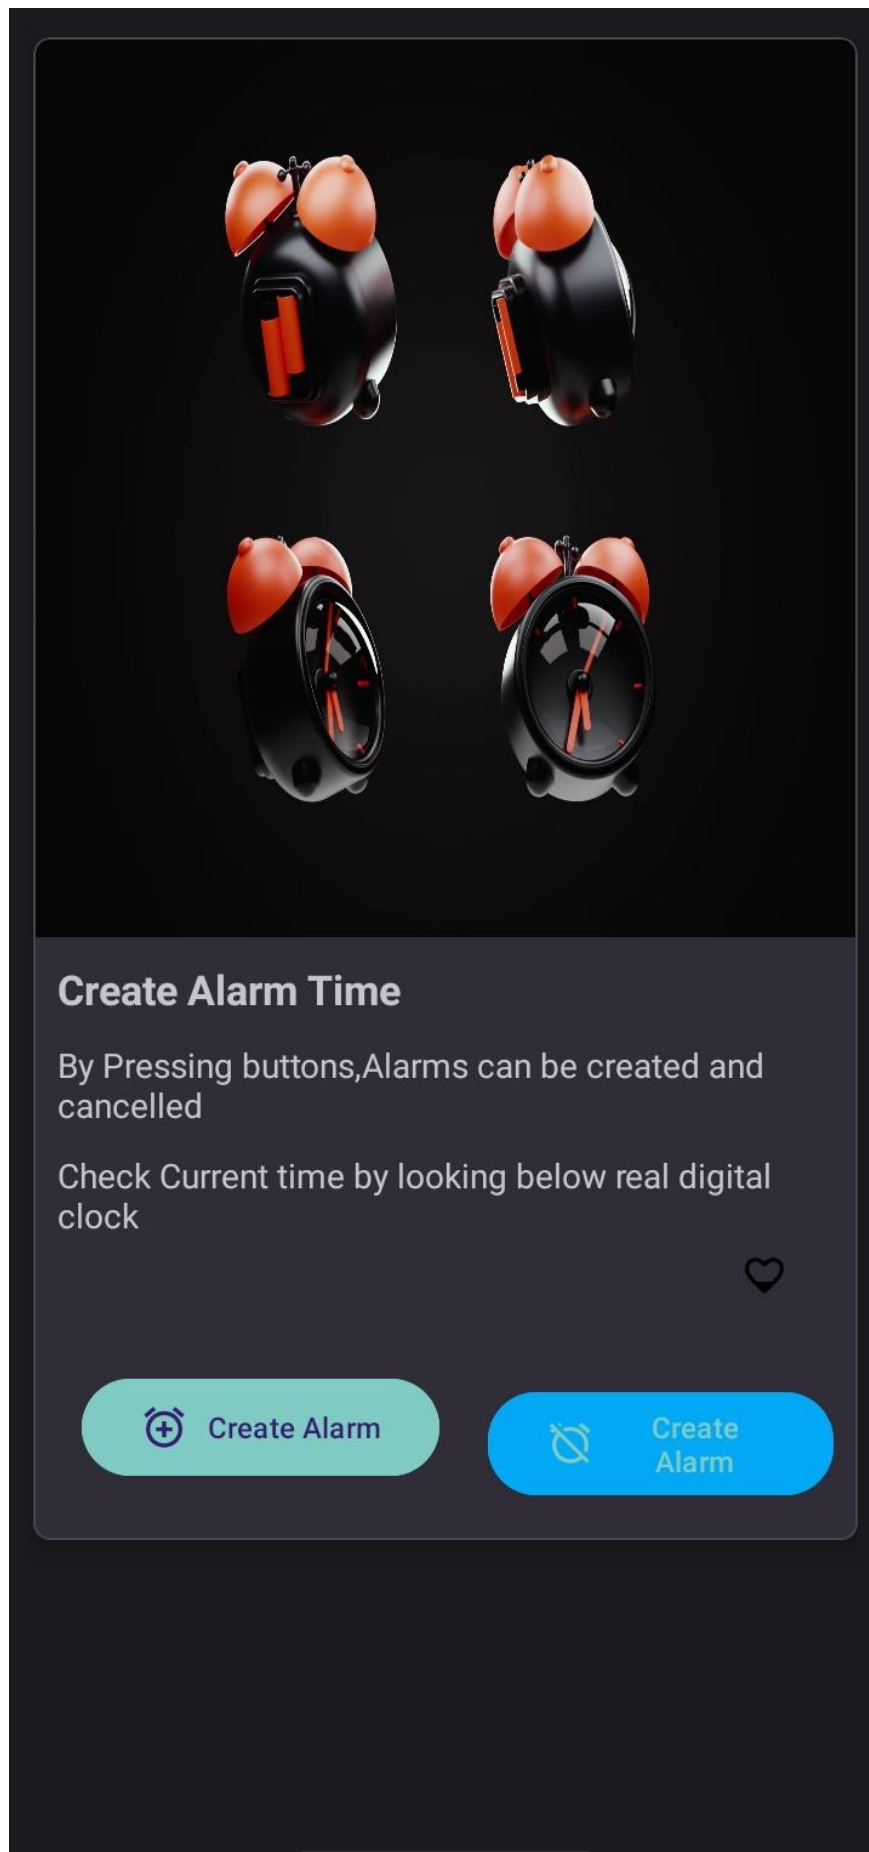 Create Alarm Time
By Pressing buttons,Alarms can be created and
cancelled
Check Current time by looking below real digital
clock
Create Alarm
Create
Alarm